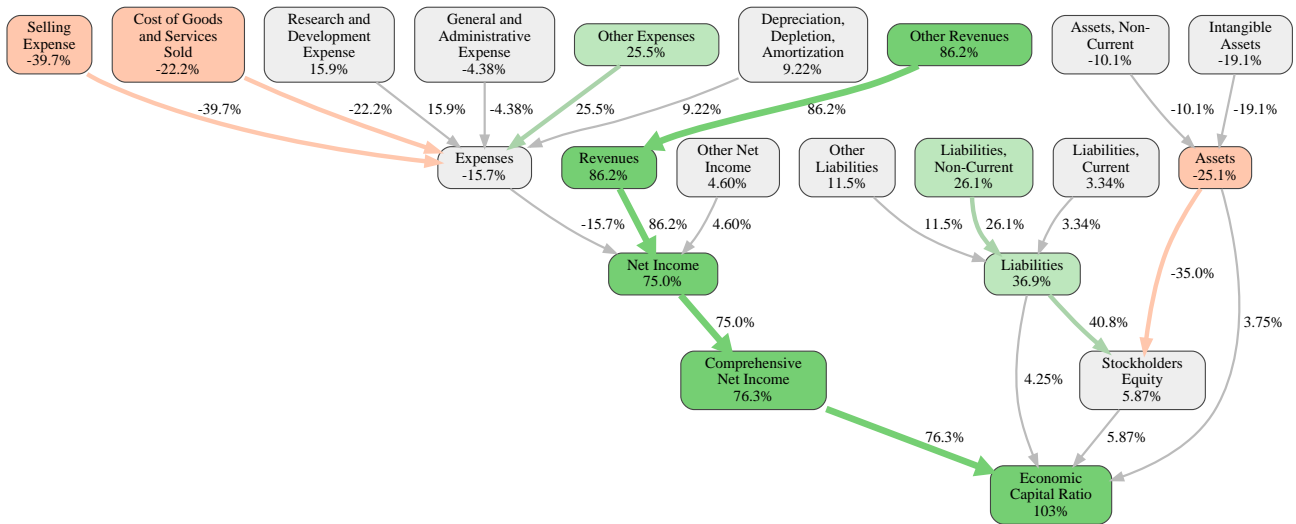 Selling
Expense
-39.7%
Cost of Goods
and Services
Sold
-22.2%
Research and
Development
Expense
15.9%
General and
Administrative
Expense
-4.38%
Other Expenses
25.5%
Depreciation,
Depletion,
Amortization
9.22%
Other Revenues
86.2%
Assets, Non-
Current
-10.1%
Intangible
Assets
-19.1%
-39.7%
-22.2%
15.9%
-4.38%
25.5%
9.22%
86.2%
-10.1%
-19.1%
Expenses
-15.7%
Revenues
86.2%
Other Net
Income
4.60%
Other
Liabilities
11.5%
Liabilities,
Non-Current
26.1%
Liabilities,
Current
3.34%
Assets
-25.1%
-15.7%
86.2%
4.60%
11.5%
26.1%
3.34%
Net Income
75.0%
Liabilities
36.9%
-35.0%
75.0%
40.8%
3.75%
Comprehensive
Net Income
76.3%
4.25%
Stockholders
Equity
5.87%
76.3%
5.87%
Economic
Capital Ratio
103%